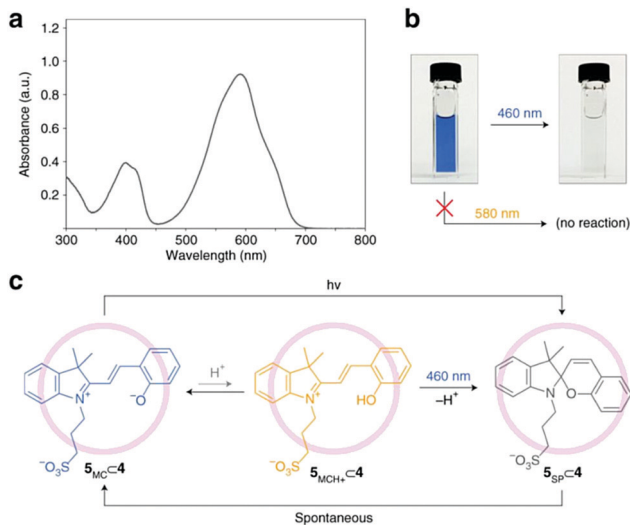 a
1.2
1.0
0.8
0.6
0.4
0.2
Absorbance (a.u.)
300 400 500 600 700 800
Wavelength (nm)
b
460 nm
580 nm
(no reaction)
c
hν
H⁺
460 nm
–H⁺
N⁺
⁻O
⁻O₃S
5MC⊂4
N⁺
HO
⁻O₃S
5MCH+⊂4
N
O
⁻O₃S
5SP⊂4
Spontaneous